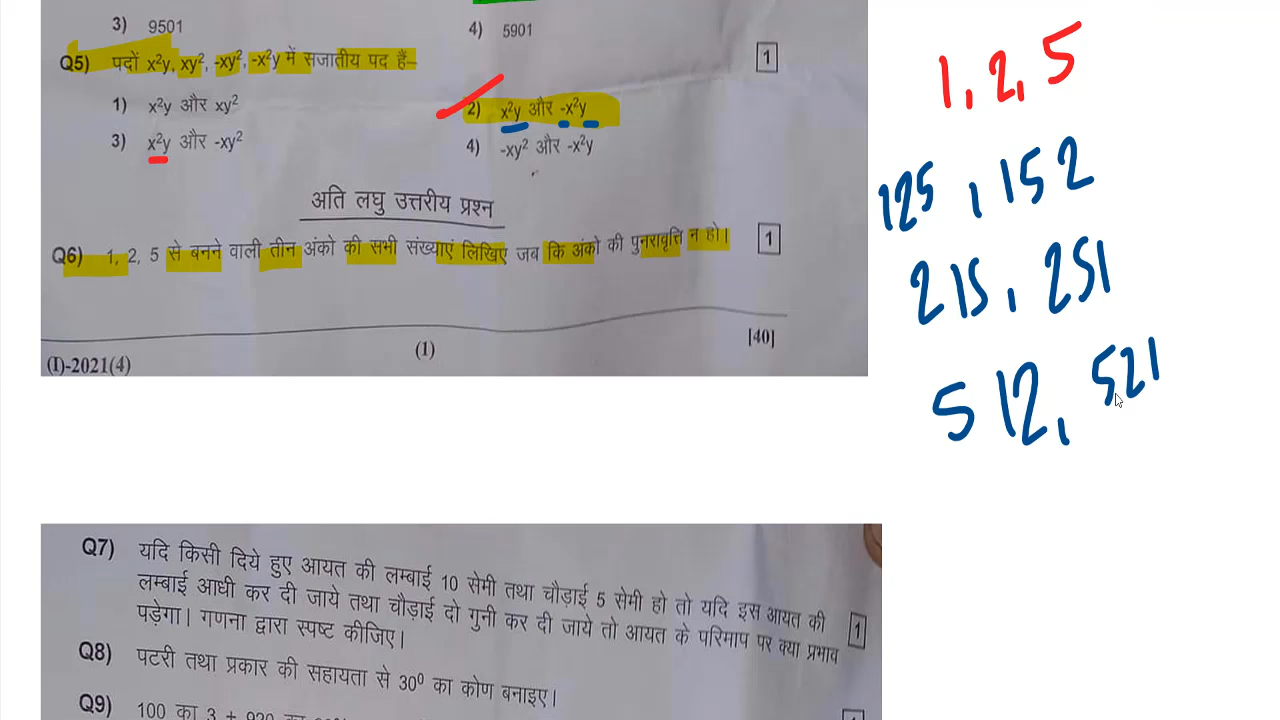 3) 9501
4) 5901
Q5) पदों x²y, xy², -xy², -x²y में सजातीय पद हैं–
1
1) x²y और xy²
2) x²y और -x²y
3) x²y और -xy²
4) -xy² और -x²y
अति लघु उत्तरीय प्रश्न
Q6) 1, 2, 5 से बनने वाली तीन अंको की सभी संख्याएं लिखिए जब कि अंको की पुनरावृत्ति न हो।
1
(I)-2021(4)
(1)
[40]
1, 2, 5
125, 152
215, 251
512, 521
Q7) यदि किसी दिये हुए आयत की लम्बाई 10 सेमी तथा चौड़ाई 5 सेमी हो तो यदि इस आयत की
लम्बाई आधी कर दी जाये तथा चौड़ाई दो गुनी कर दी जाये तो आयत के परिमाप पर क्या प्रभाव
पड़ेगा। गणना द्वारा स्पष्ट कीजिए।
1
Q8) पटरी तथा प्रकार की सहायता से 30⁰ का कोण बनाइए।
Q9) 100 का 3